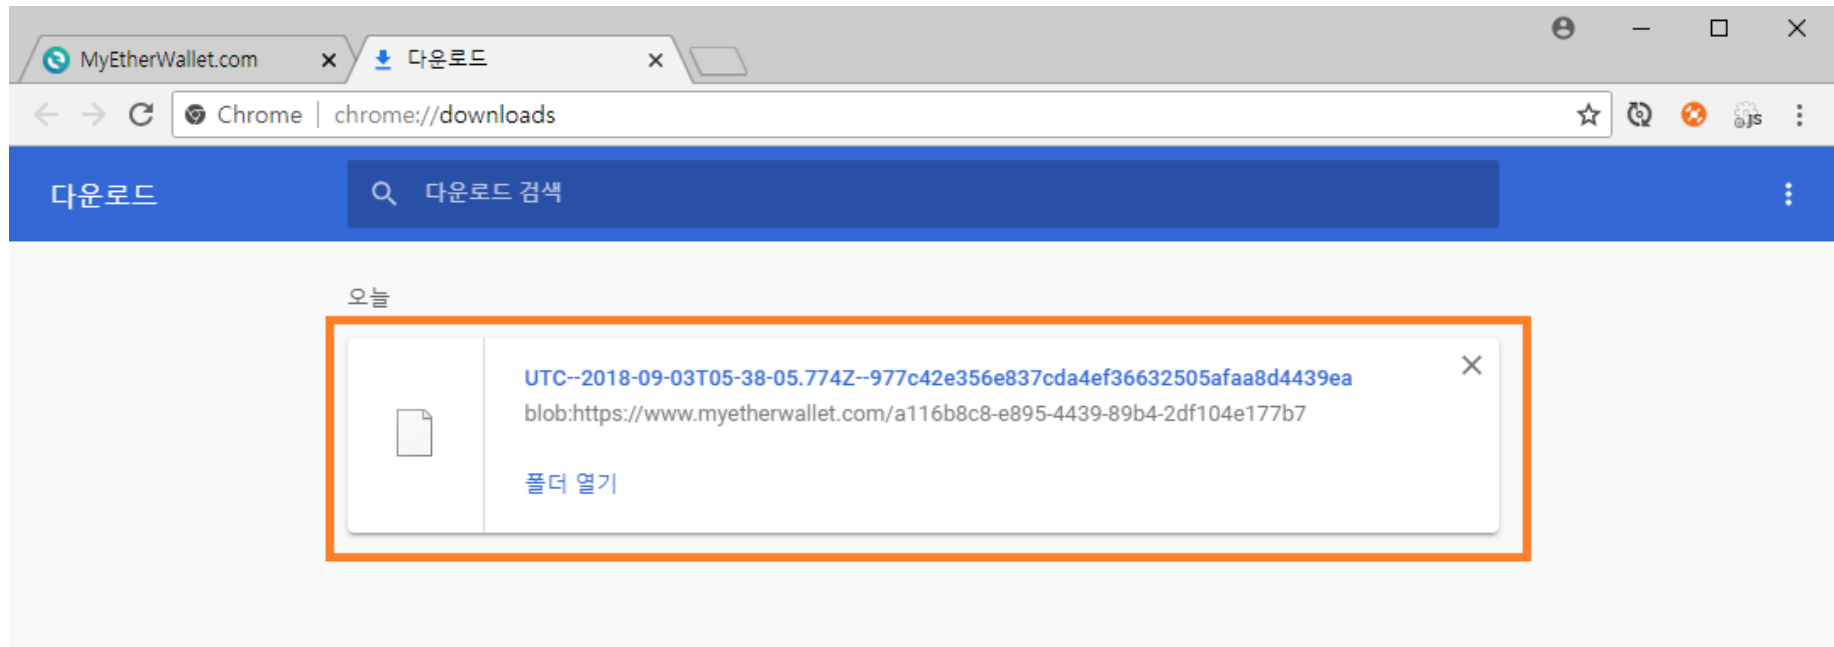 MyEtherWallet.com
다운로드
Chrome | chrome://downloads
JS
다운로드
다운로드 검색
오늘
UTC--2018-09-03T05-38-05.774Z--977c42e356e837cda4ef36632505afaa8d4439ea
blob:https://www.myetherwallet.com/a116b8c8-e895-4439-89b4-2df104e177b7
폴더 열기